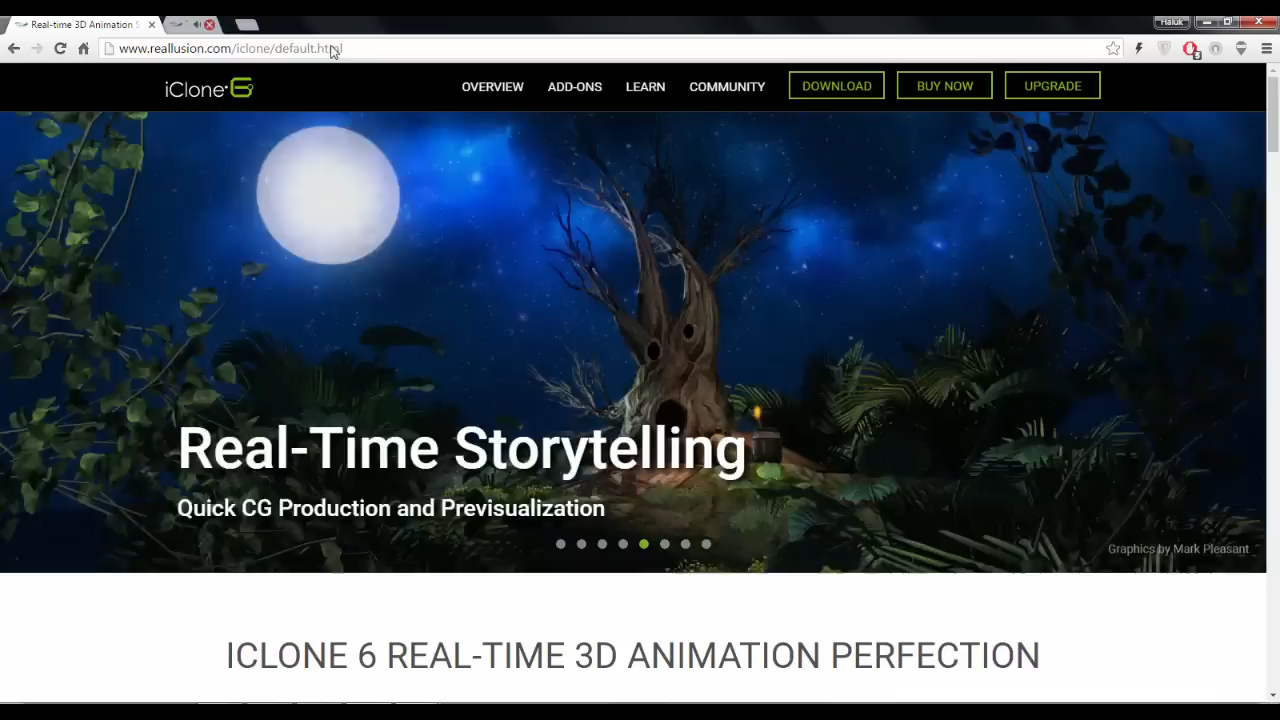 Real-time 3D Animation S
Haluk
www.reallusion.com/iclone/default.html
iClone 6
OVERVIEW
ADD-ONS
LEARN
COMMUNITY
DOWNLOAD
BUY NOW
UPGRADE
Real-Time Storytelling
Quick CG Production and Previsualization
Graphics by Mark Pleasant
ICLONE 6 REAL-TIME 3D ANIMATION PERFECTION